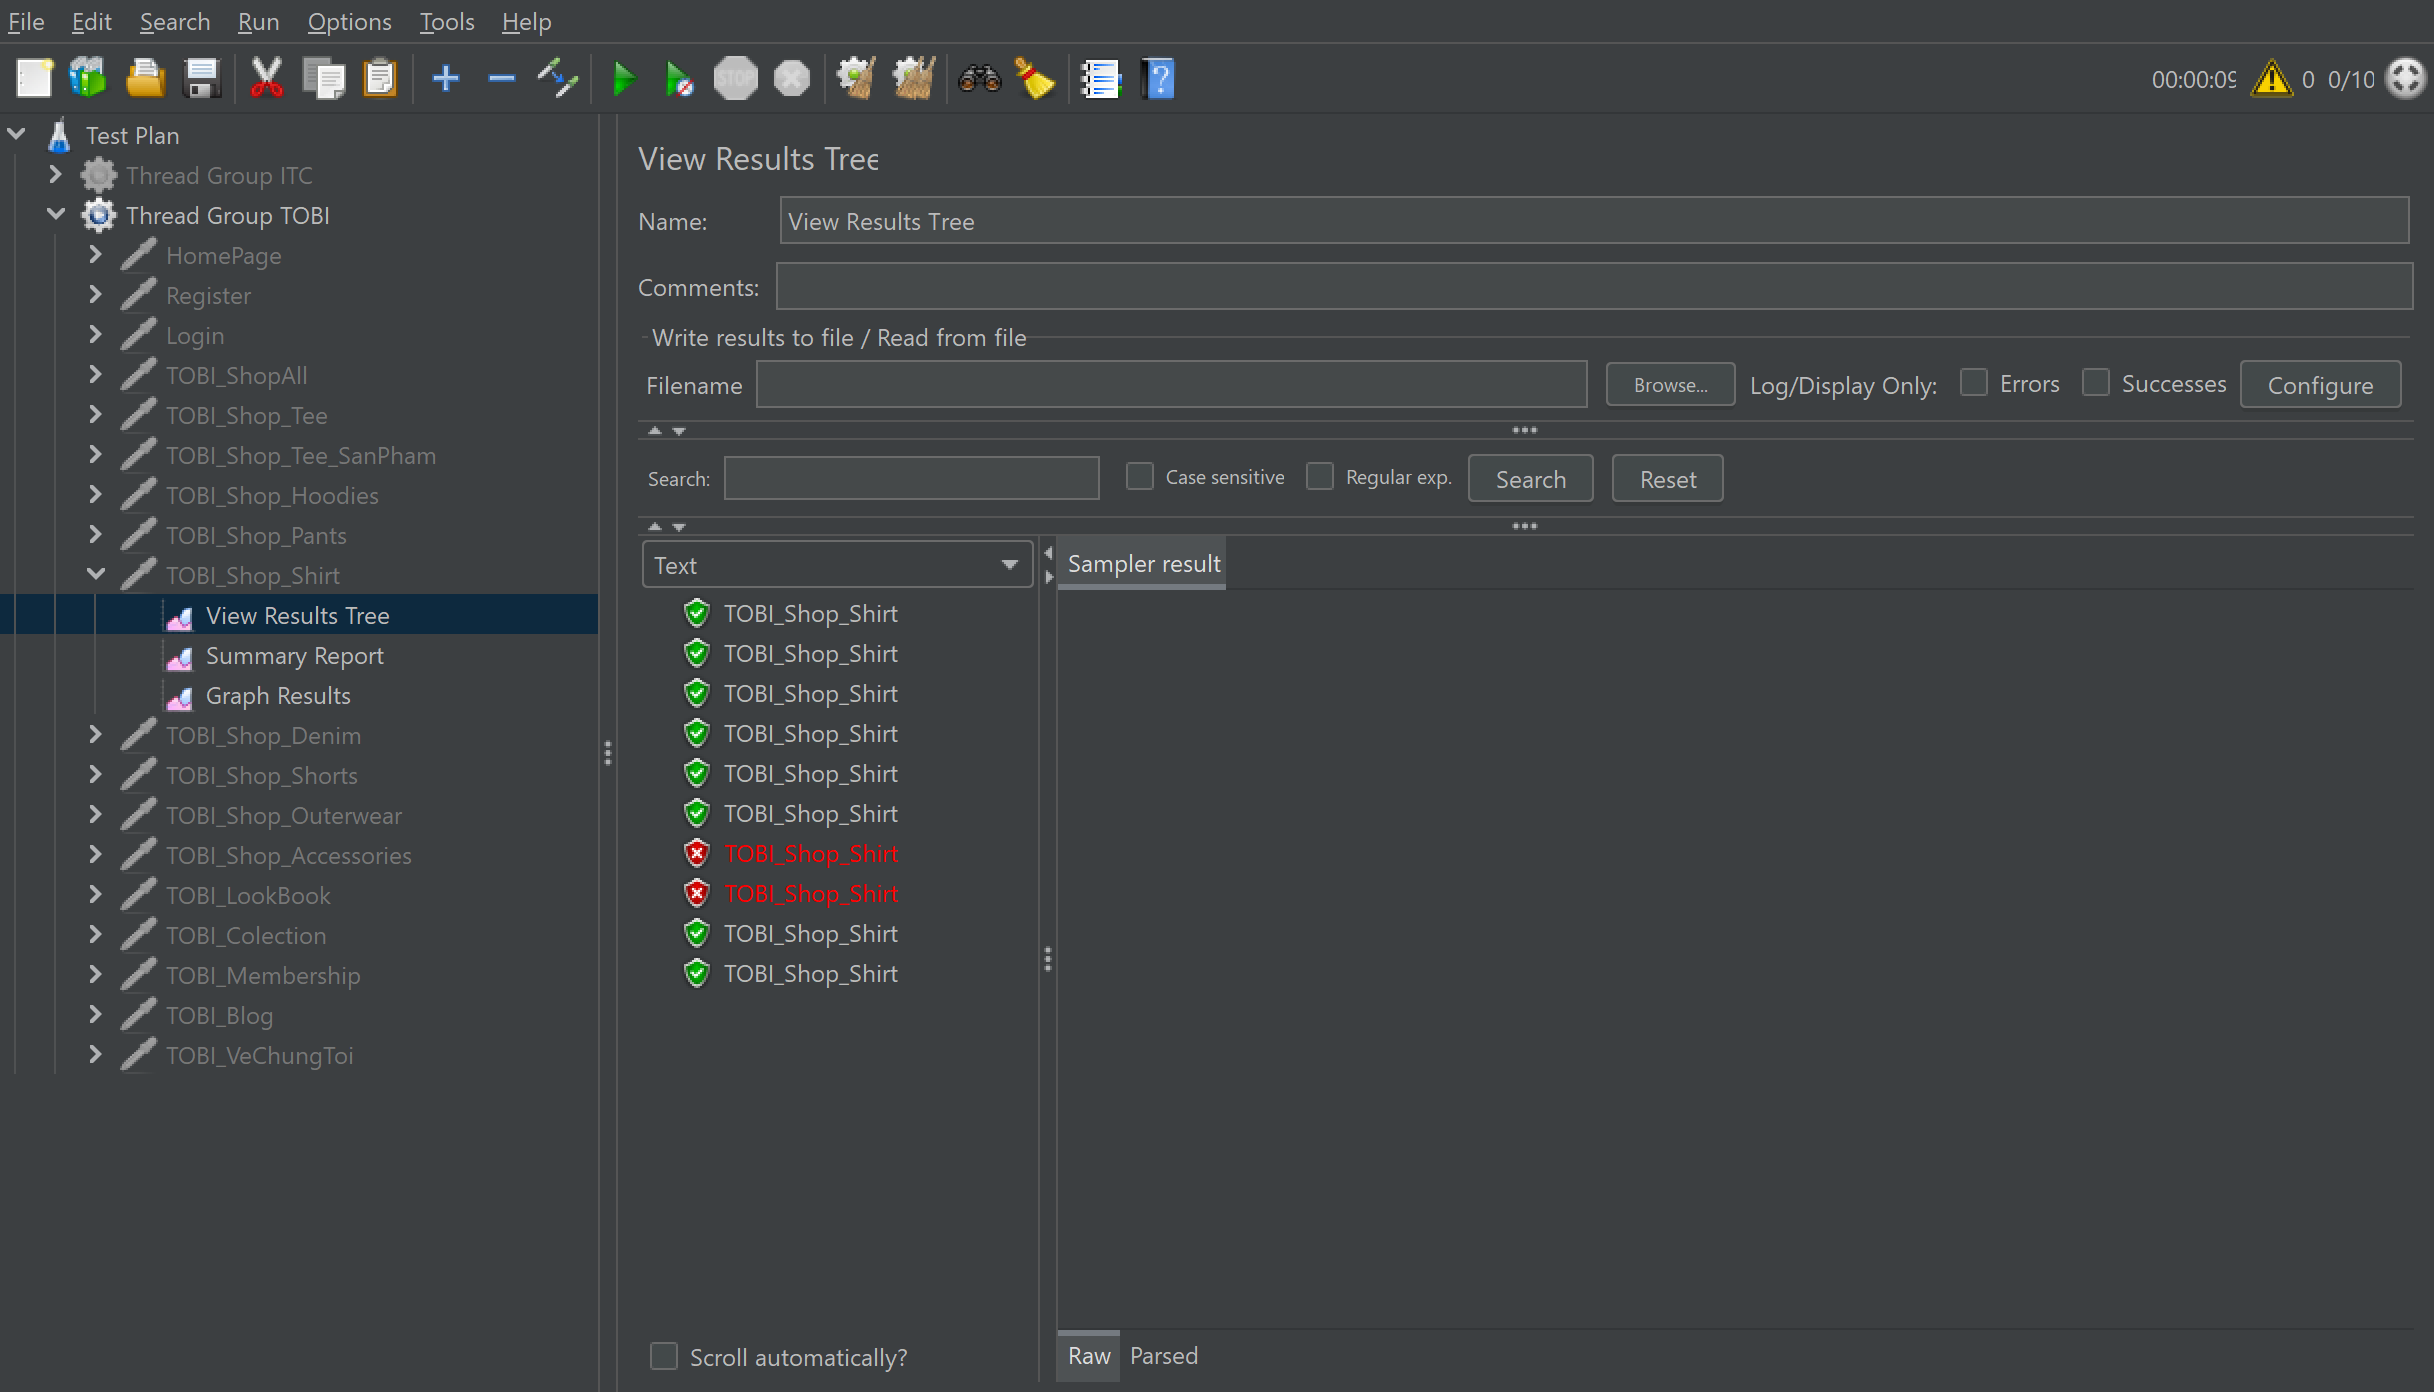 File Edit Search Run Options Tools Help
STOP
00:00:09 0 0/10
Test Plan
Thread Group ITC
Thread Group TOBI
HomePage
Register
Login
TOBI_ShopAll
TOBI_Shop_Tee
TOBI_Shop_Tee_SanPham
TOBI_Shop_Hoodies
TOBI_Shop_Pants
TOBI_Shop_Shirt
View Results Tree
Summary Report
Graph Results
TOBI_Shop_Denim
TOBI_Shop_Shorts
TOBI_Shop_Outerwear
TOBI_Shop_Accessories
TOBI_LookBook
TOBI_Colection
TOBI_Membership
TOBI_Blog
TOBI_VeChungToi
View Results Tree
Name: View Results Tree
Comments:
Write results to file / Read from file
Filename Browse... Log/Display Only: Errors Successes Configure
Search: Case sensitive Regular exp. Search Reset
Text
TOBI_Shop_Shirt
TOBI_Shop_Shirt
TOBI_Shop_Shirt
TOBI_Shop_Shirt
TOBI_Shop_Shirt
TOBI_Shop_Shirt
TOBI_Shop_Shirt
TOBI_Shop_Shirt
TOBI_Shop_Shirt
TOBI_Shop_Shirt
Scroll automatically?
Sampler result
Raw Parsed